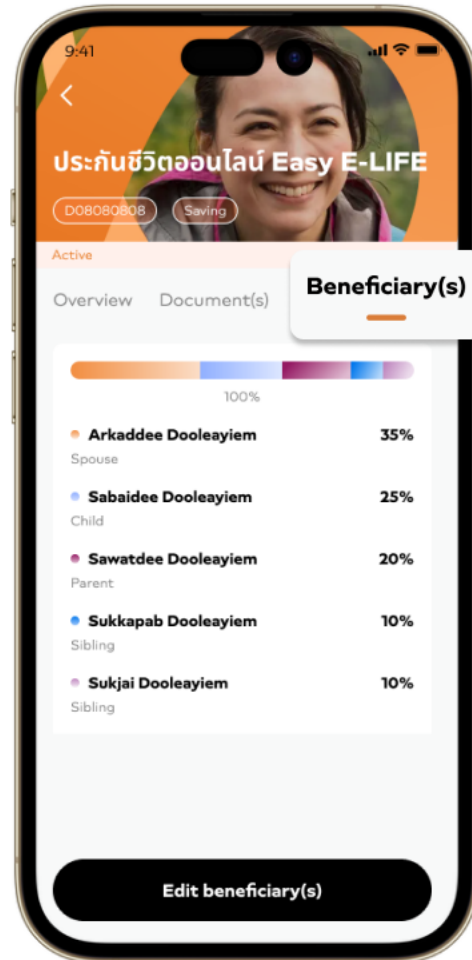 9:41
ประกันชีวิตออนไลน์ Easy E-LIFE
D08080808 Saving
Active
Overview Document(s) Beneficiary(s)
100%
Arkaddee Dooleayiem 35%
Spouse
Sabaidee Dooleayiem 25%
Child
Sawatdee Dooleayiem 20%
Parent
Sukkapab Dooleayiem 10%
Sibling
Sukjai Dooleayiem 10%
Sibling
Edit beneficiary(s)